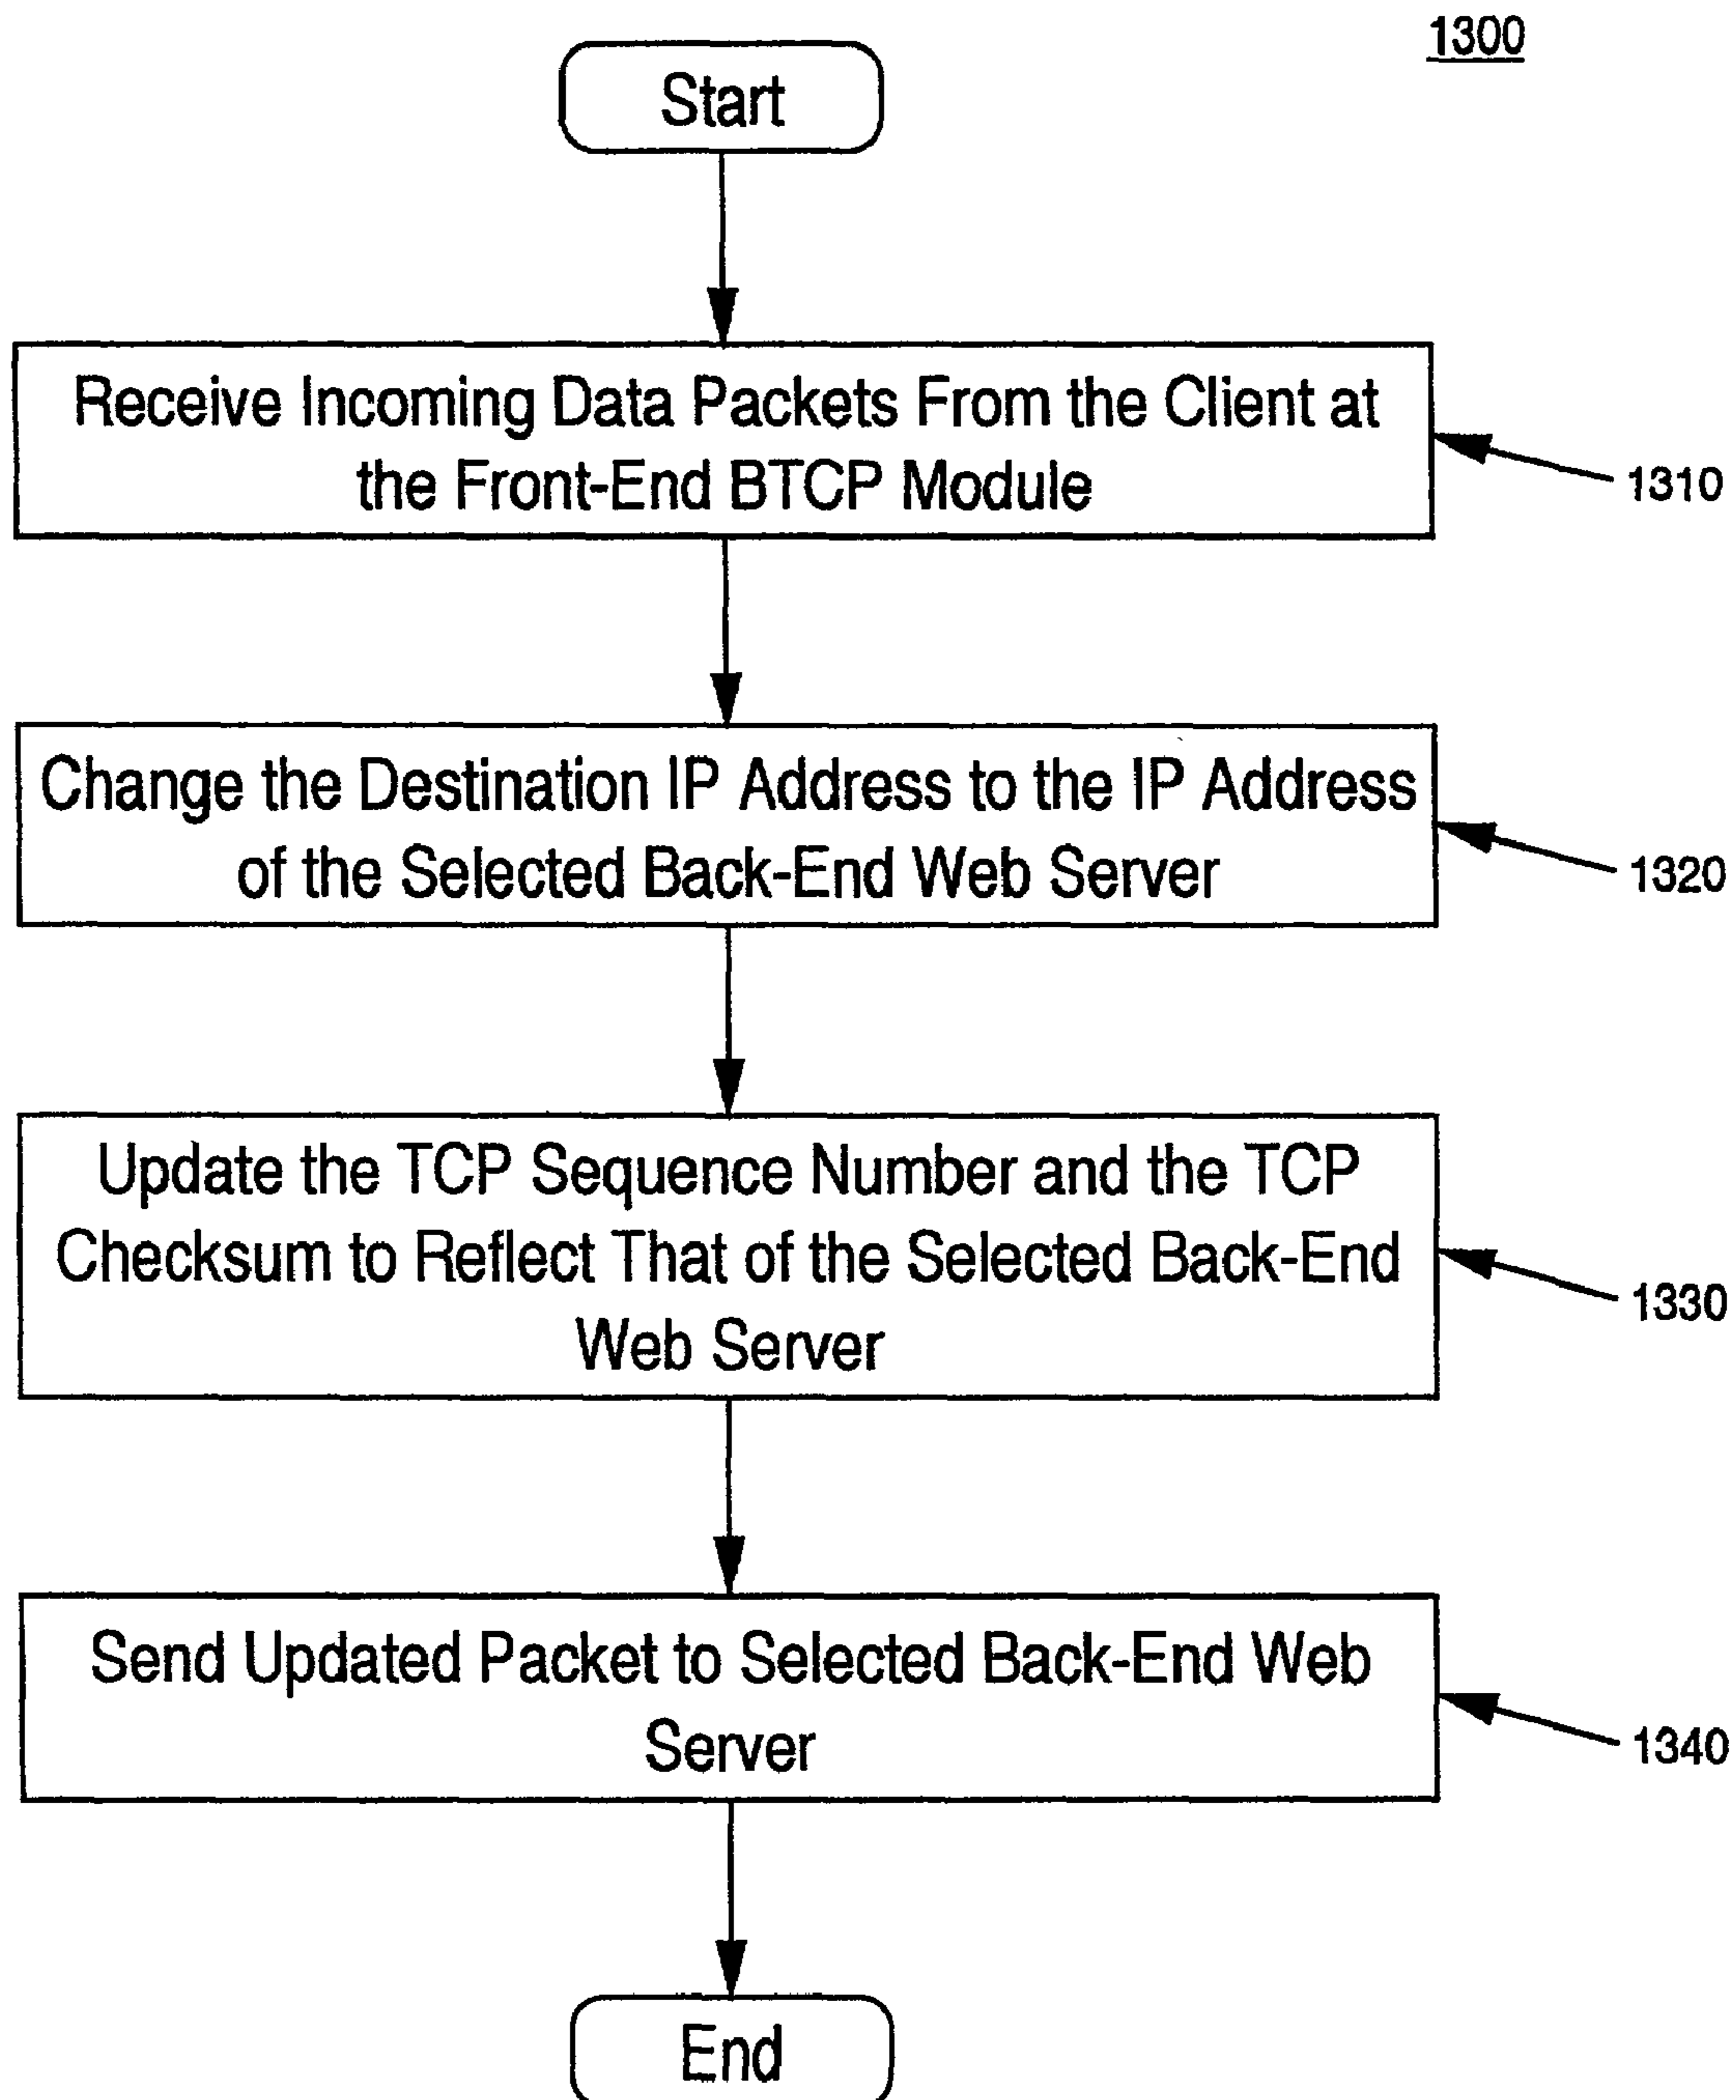 1300
Start
Receive Incoming Data Packets From the Client at
the Front-End BTCP Module
1310
Change the Destination IP Address to the IP Address
of the Selected Back-End Web Server
1320
Update the TCP Sequence Number and the TCP
Checksum to Reflect That of the Selected Back-End
Web Server
1330
Send Updated Packet to Selected Back-End Web
Server
1340
End